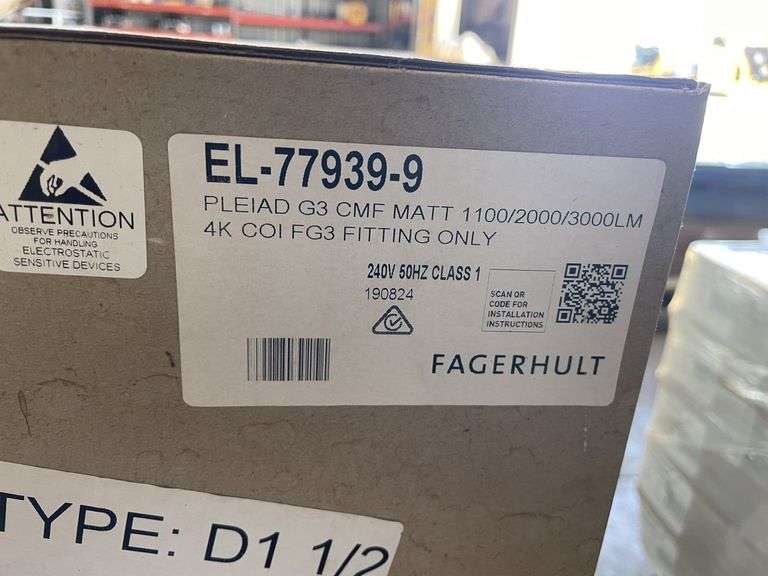 ATTENTION
OBSERVE PRECAUTIONS
FOR HANDLING
ELECTROSTATIC
SENSITIVE DEVICES
EL-77939-9
PLEIAD G3 CMF MATT 1100/2000/3000LM
4K COI FG3 FITTING ONLY
240V 50HZ CLASS 1
190824
SCAN QR
CODE FOR
INSTALLATION
INSTRUCTIONS
FAGERHULT
TYPE: D1 1/2